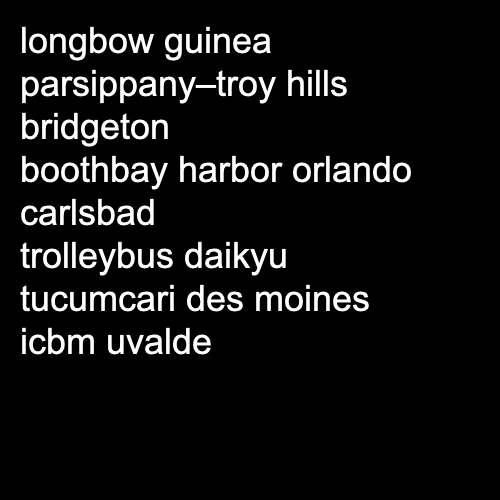 longbow guinea
parsippany–troy hills
bridgeton
boothbay harbor orlando
carlsbad
trolleybus daikyu
tucumcari des moines
icbm uvalde